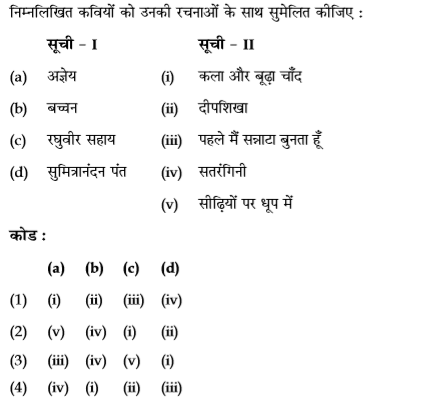 निम्नलिखित कवियों को उनकी रचनाओं के साथ सुमेलित कीजिए :
सूची - I सूची - II
(a) अज्ञेय (i) कला और बूढ़ा चाँद
(b) बच्चन (ii) दीपशिखा
(c) रघुवीर सहाय (iii) पहले मैं सन्नाटा बुनता हूँ
(d) सुमित्रानंदन पंत (iv) सतरंगिनी
(v) सीढ़ियों पर धूप में
कोड :
(a) (b) (c) (d)
(1) (i) (ii) (iii) (iv)
(2) (v) (iv) (i) (ii)
(3) (iii) (iv) (v) (i)
(4) (iv) (i) (ii) (iii)